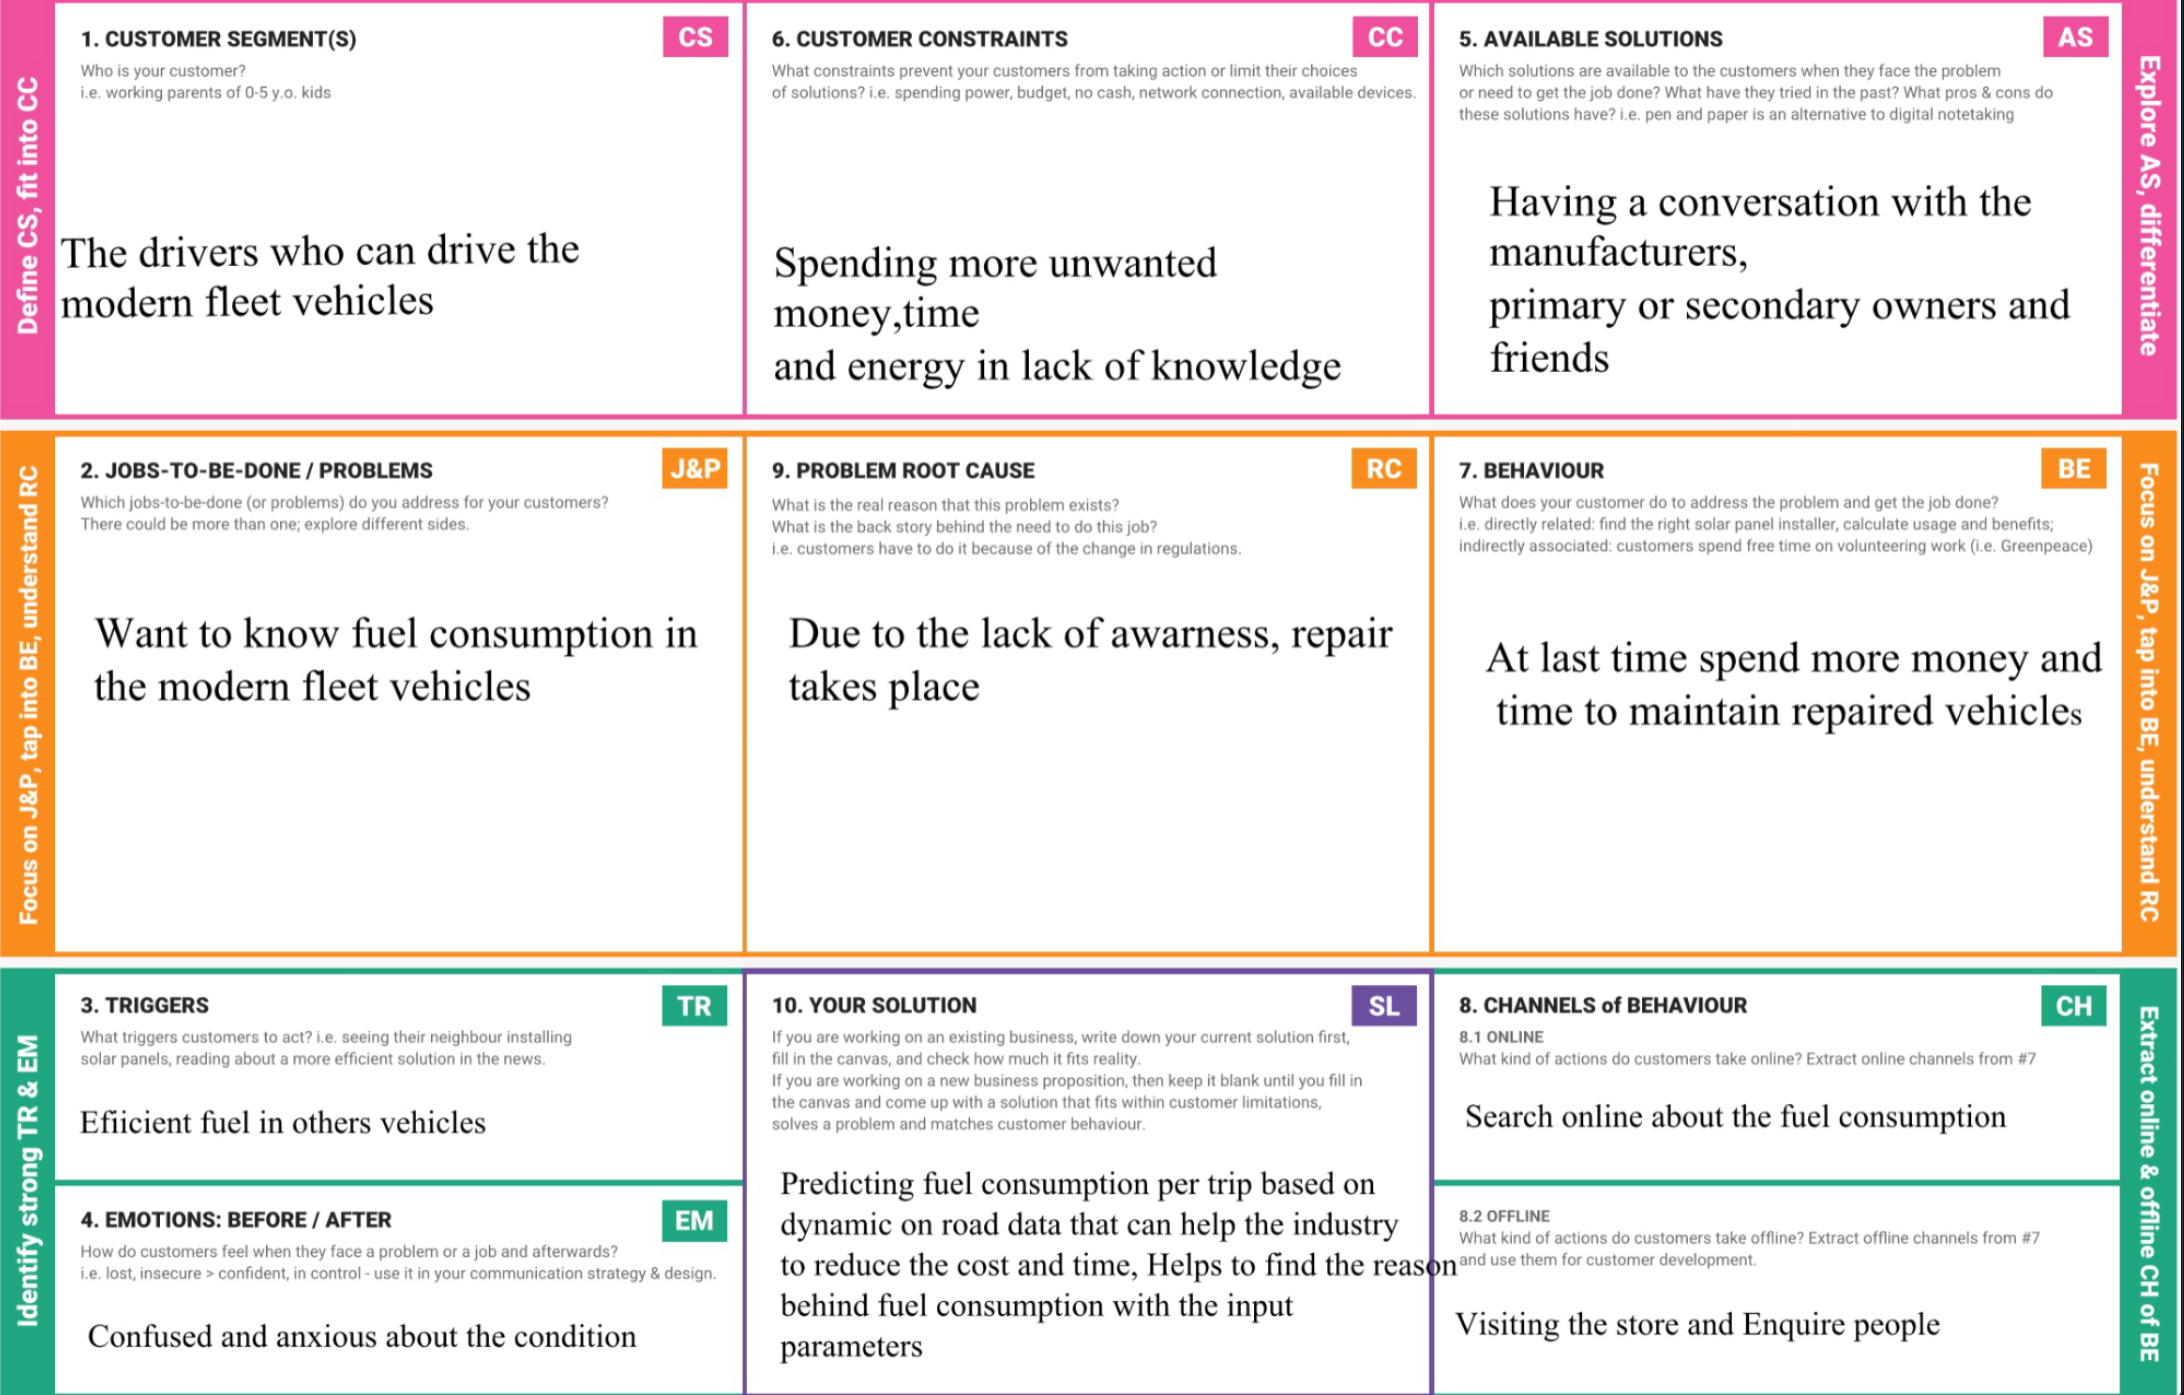 Define CS, fit into CC
1. CUSTOMER SEGMENT(S)
CS
Who is your customer?
i.e. working parents of 0-5 y.o. kids
The drivers who can drive the
modern fleet vehicles
6. CUSTOMER CONSTRAINTS
CC
What constraints prevent your customers from taking action or limit their choices
of solutions? i.e. spending power, budget, no cash, network connection, available devices.
Spending more unwanted
money,time
and energy in lack of knowledge
5. AVAILABLE SOLUTIONS
AS
Which solutions are available to the customers when they face the problem
or need to get the job done? What have they tried in the past? What pros & cons do
these solutions have? i.e. pen and paper is an alternative to digital notetaking
Having a conversation with the
manufacturers,
primary or secondary owners and
friends
Explore AS, differentiate
Focus on J&P, tap into BE, understand RC
2. JOBS-TO-BE-DONE / PROBLEMS
J&P
Which jobs-to-be-done (or problems) do you address for your customers?
There could be more than one; explore different sides.
Want to know fuel consumption in
the modern fleet vehicles
9. PROBLEM ROOT CAUSE
RC
What is the real reason that this problem exists?
What is the back story behind the need to do this job?
i.e. customers have to do it because of the change in regulations.
Due to the lack of awarness, repair
takes place
7. BEHAVIOUR
BE
What does your customer do to address the problem and get the job done?
i.e. directly related: find the right solar panel installer, calculate usage and benefits;
indirectly associated: customers spend free time on volunteering work (i.e. Greenpeace)
At last time spend more money and
time to maintain repaired vehicles
Focus on J&P, tap into BE, understand RC
Identify strong TR & EM
3. TRIGGERS
TR
What triggers customers to act? i.e. seeing their neighbour installing
solar panels, reading about a more efficient solution in the news.
Efiicient fuel in others vehicles
4. EMOTIONS: BEFORE / AFTER
EM
How do customers feel when they face a problem or a job and afterwards?
i.e. lost, insecure > confident, in control - use it in your communication strategy & design.
Confused and anxious about the condition
10. YOUR SOLUTION
SL
If you are working on an existing business, write down your current solution first,
fill in the canvas, and check how much it fits reality.
If you are working on a new business proposition, then keep it blank until you fill in
the canvas and come up with a solution that fits within customer limitations,
solves a problem and matches customer behaviour.
Predicting fuel consumption per trip based on
dynamic on road data that can help the industry
to reduce the cost and time, Helps to find the reason
behind fuel consumption with the input
parameters
8. CHANNELS of BEHAVIOUR
CH
8.1 ONLINE
What kind of actions do customers take online? Extract online channels from #7
Search online about the fuel consumption
8.2 OFFLINE
What kind of actions do customers take offline? Extract offline channels from #7
and use them for customer development.
Visiting the store and Enquire people
Extract online & offline CH of BE